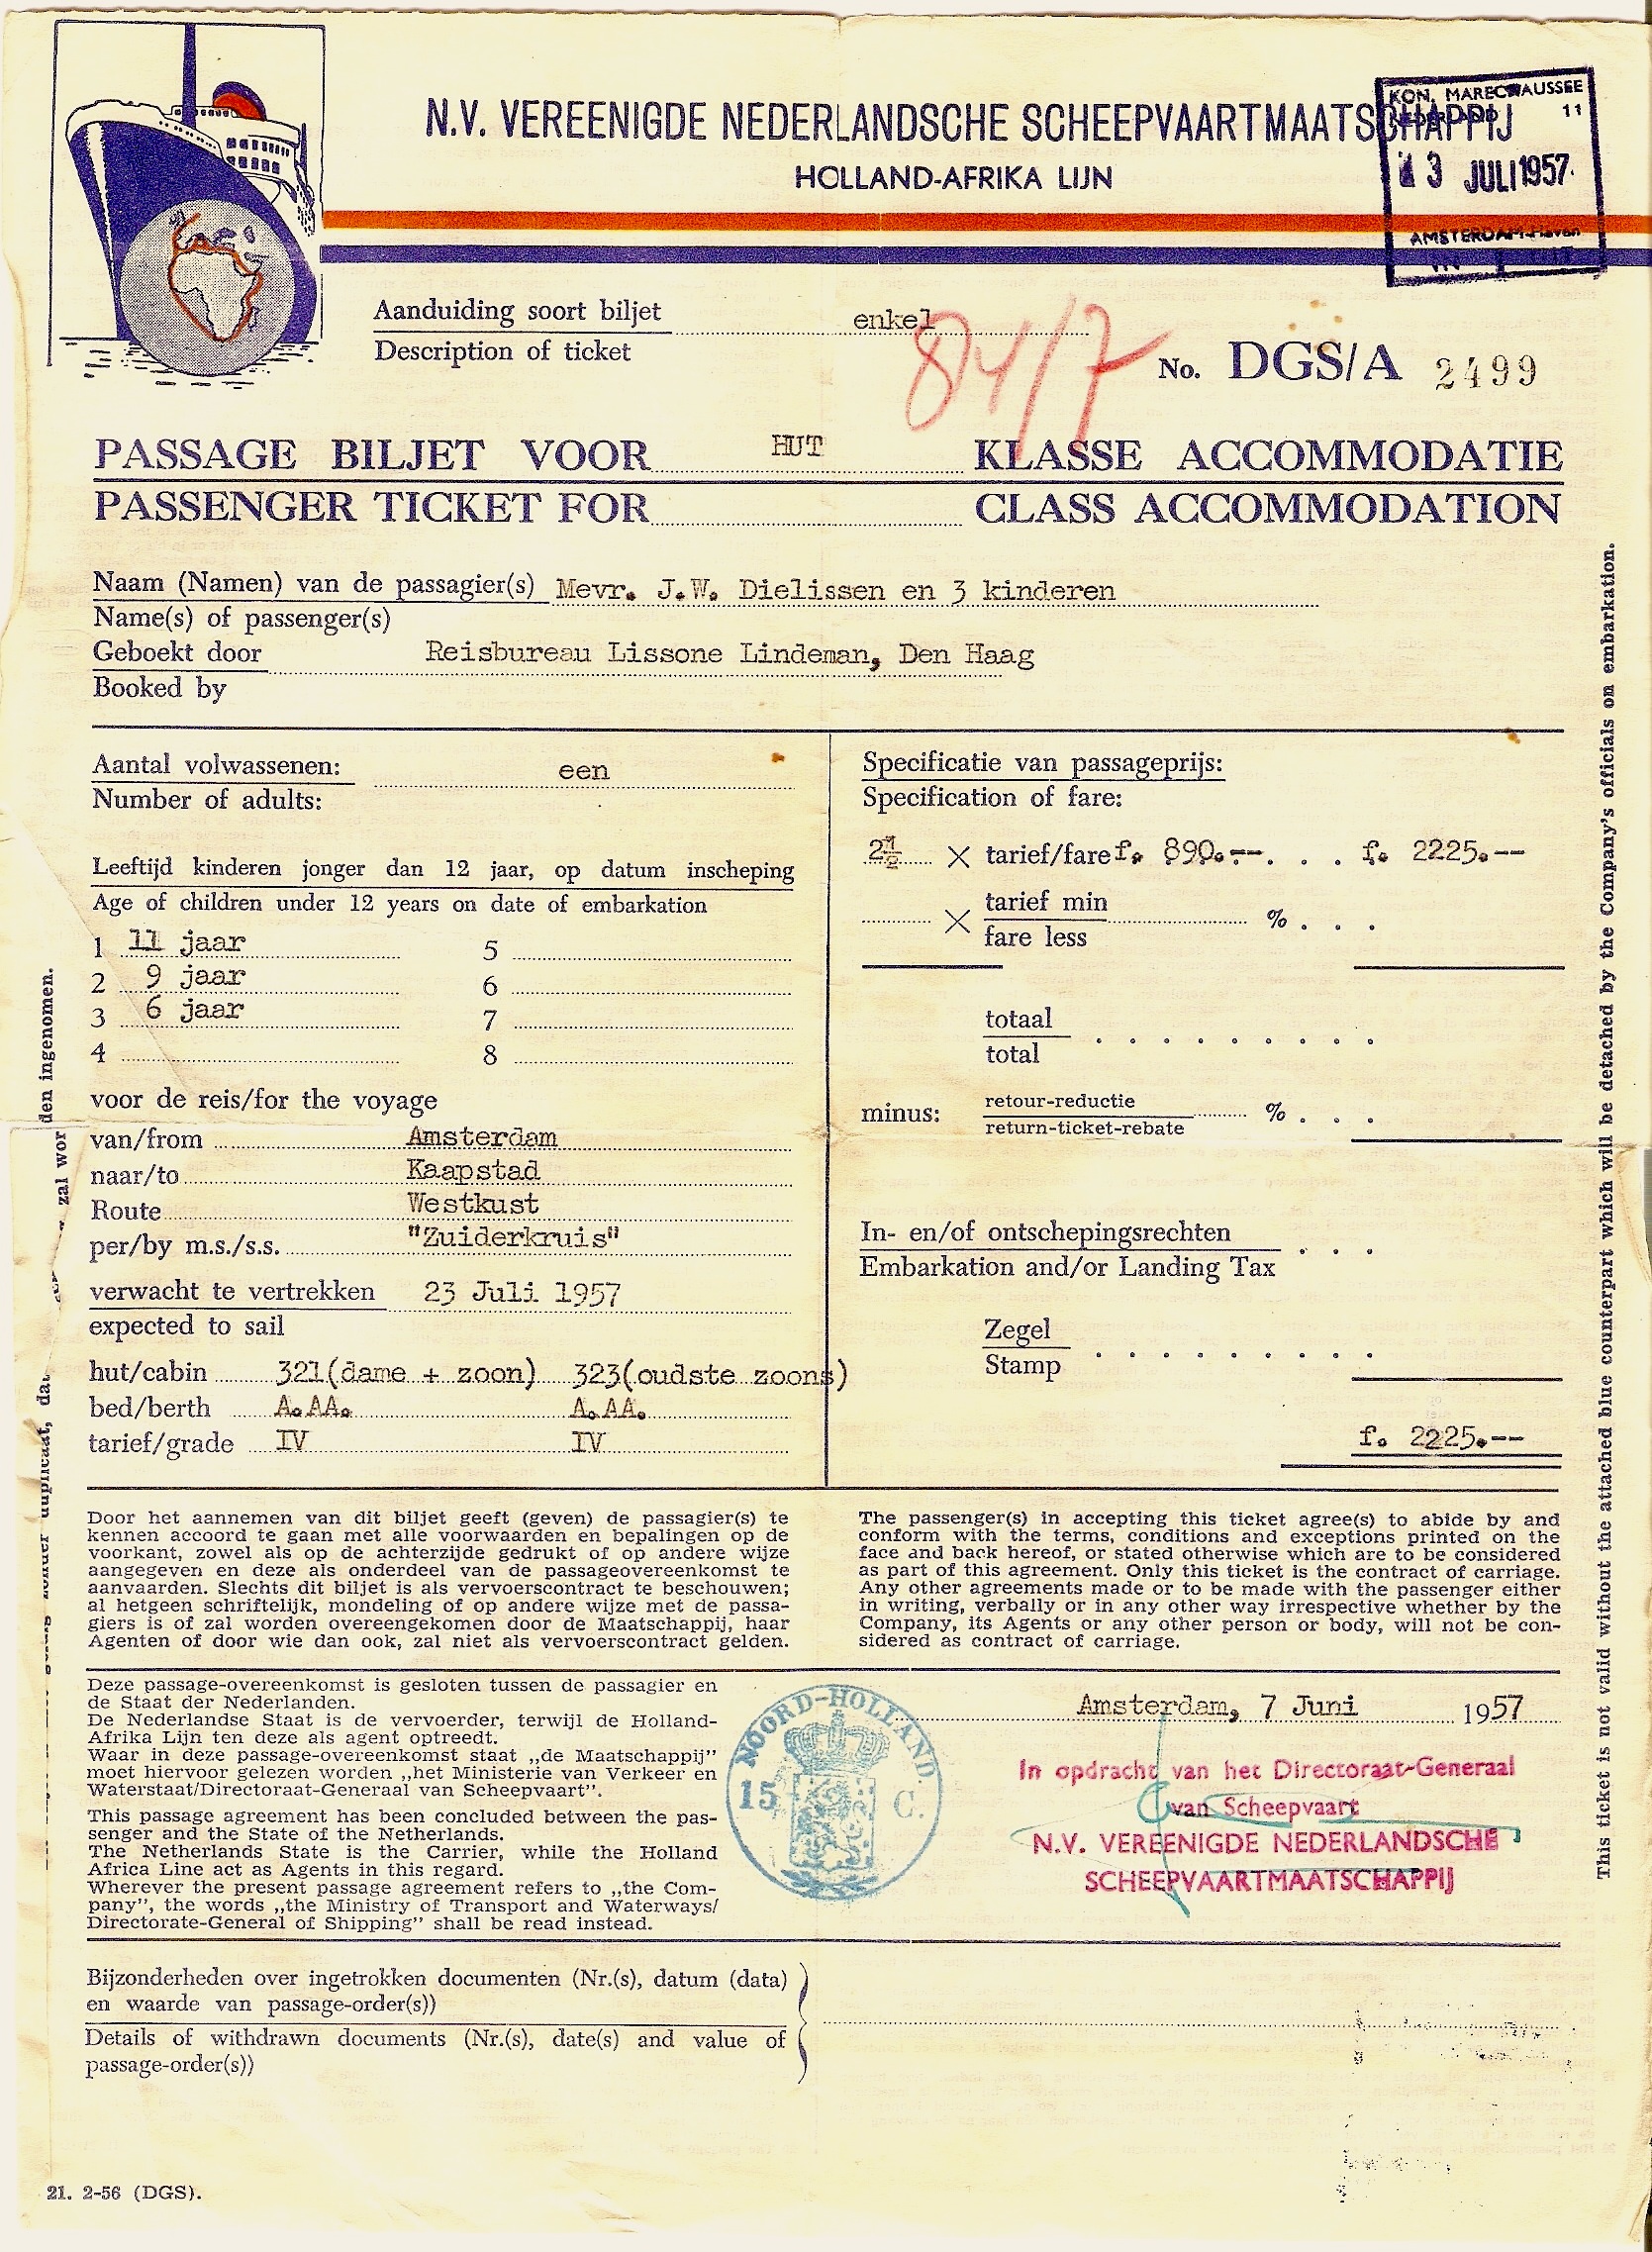 N.V. VEREENIGDE NEDERLANDSCHE SCHEEPVAARTMAATSCHAPPIJ
HOLLAND-AFRIKA LIJN
KON. MARECHAUSSEE
NEDERLAND 11
3 JULI 1957
AMSTERDAM-Haven
Aanduiding soort biljet enkel
Description of ticket
84/7
No. DGS/A 2499
PASSAGE BILJET VOOR HUT KLASSE ACCOMMODATIE
PASSENGER TICKET FOR CLASS ACCOMMODATION
Naam (Namen) van de passagier(s) Mevr. J.W. Dielissen en 3 kinderen
Name(s) of passenger(s)
Geboekt door Reisbureau Lissone Lindeman, Den Haag
Booked by
Aantal volwassenen: een
Number of adults:
Leeftijd kinderen jonger dan 12 jaar, op datum inscheping
Age of children under 12 years on date of embarkation
1 11 jaar 5
2 9 jaar 6
3 6 jaar 7
4 8
voor de reis/for the voyage
van/from Amsterdam
naar/to Kaapstad
Route Westkust
per/by m.s./s.s. "Zuiderkruis"
verwacht te vertrekken 23 Juli 1957
expected to sail
hut/cabin 321(dame + zoon) 323(oudste zoons)
bed/berth A.AA. A.AA.
tarief/grade IV IV
Specificatie van passageprijs:
Specification of fare:
2½ × tarief/fare f. 890.-- . . . f. 2225.--
× tarief min % . . .
fare less
totaal . . . . . . . . .
total
minus: retour-reductie % . . .
return-ticket-rebate
In- en/of ontschepingsrechten . . .
Embarkation and/or Landing Tax
Zegel . . . . . . . . .
Stamp
f. 2225.--
Door het aannemen van dit biljet geeft (geven) de passagier(s) te
kennen accoord te gaan met alle voorwaarden en bepalingen op de
voorkant, zowel als op de achterzijde gedrukt of op andere wijze
aangegeven en deze als onderdeel van de passageovereenkomst te
aanvaarden. Slechts dit biljet is als vervoerscontract te beschouwen;
al hetgeen schriftelijk, mondeling of op andere wijze met de passa-
giers is of zal worden overeengekomen door de Maatschappij, haar
Agenten of door wie dan ook, zal niet als vervoerscontract gelden.
The passenger(s) in accepting this ticket agree(s) to abide by and
conform with the terms, conditions and exceptions printed on the
face and back hereof, or stated otherwise which are to be considered
as part of this agreement. Only this ticket is the contract of carriage.
Any other agreements made or to be made with the passenger either
in writing, verbally or in any other way irrespective whether by the
Company, its Agents or any other person or body, will not be con-
sidered as contract of carriage.
Deze passage-overeenkomst is gesloten tussen de passagier en
de Staat der Nederlanden.
De Nederlandse Staat is de vervoerder, terwijl de Holland-
Afrika Lijn ten deze als agent optreedt.
Waar in deze passage-overeenkomst staat „de Maatschappij"
moet hiervoor gelezen worden „het Ministerie van Verkeer en
Waterstaat/Directoraat-Generaal van Scheepvaart".
This passage agreement has been concluded between the pas-
senger and the State of the Netherlands.
The Netherlands State is the Carrier, while the Holland
Africa Line act as Agents in this regard.
Wherever the present passage agreement refers to „the Com-
pany", the words „the Ministry of Transport and Waterways/
Directorate-General of Shipping" shall be read instead.
NOORD-HOLLAND.
15 C.
Amsterdam, 7 Juni 1957
In opdracht van het Directoraat-Generaal
van Scheepvaart
N.V. VEREENIGDE NEDERLANDSCHE
SCHEEPVAARTMAATSCHAPPIJ
Bijzonderheden over ingetrokken documenten (Nr.(s), datum (data)
en waarde van passage-order(s))
Details of withdrawn documents (Nr.(s), date(s) and value of
passage-order(s))
21. 2-56 (DGS).
zonder duplicaat, zal wor den ingenomen.
This ticket is not valid without the attached blue counterpart which will be detached by the Company's officials on embarkation.